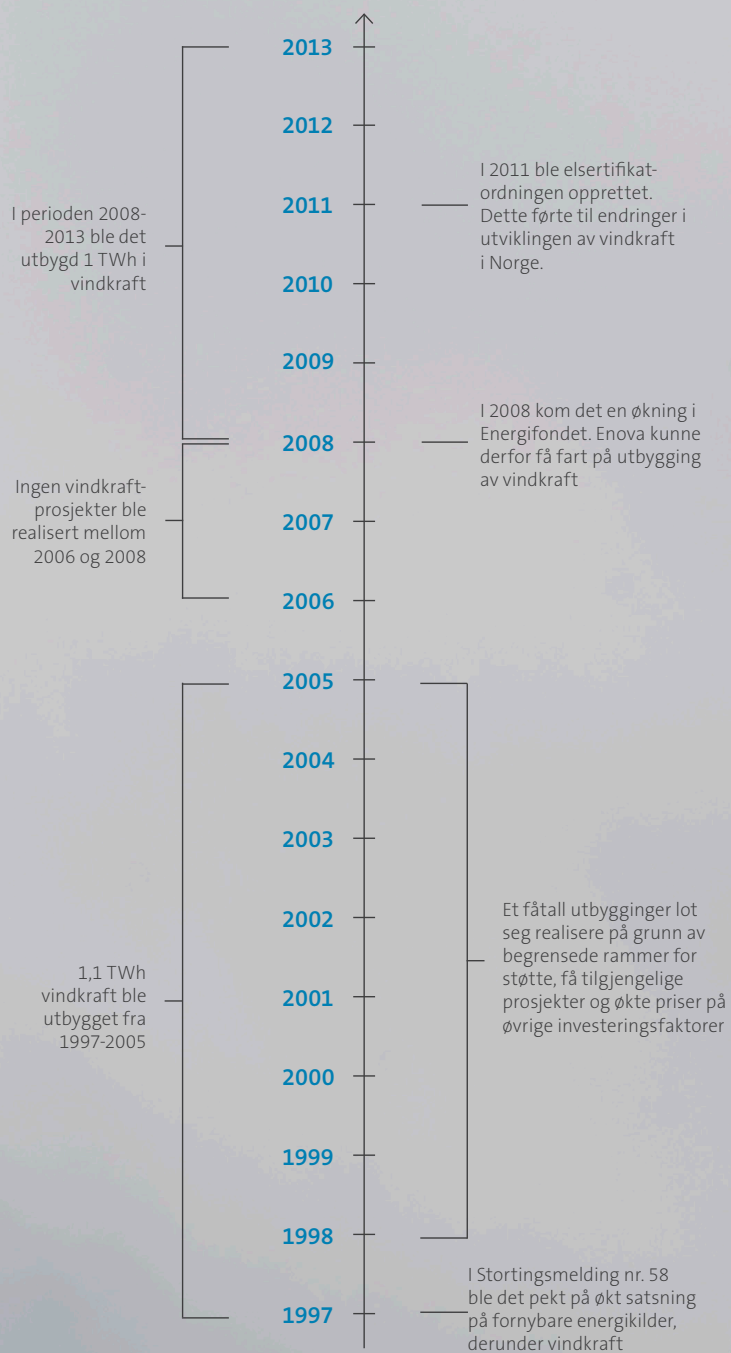 2013
2012
I 2011 ble elsertifikat-
ordningen opprettet.
Dette førte til endringer i
utviklingen av vindkraft
i Norge.
2011
I perioden 2008-
2013 ble det
utbygd 1 TWh i
vindkraft
2010
2009
I 2008 kom det en økning i
Energifondet. Enova kunne
derfor få fart på utbygging
av vindkraft
2008
Ingen vindkraft-
prosjekter ble
realisert mellom
2006 og 2008
2007
2006
2005
2004
2003
2002
Et fåtall utbygginger lot
seg realisere på grunn av
begrensede rammer for
støtte, få tilgjengelige
prosjekter og økte priser på
øvrige investeringsfaktorer
1,1 TWh
vindkraft ble
utbygget fra
1997-2005
2001
2000
1999
1998
I Stortingsmelding nr. 58
ble det pekt på økt satsning
på fornybare energikilder,
derunder vindkraft
1997